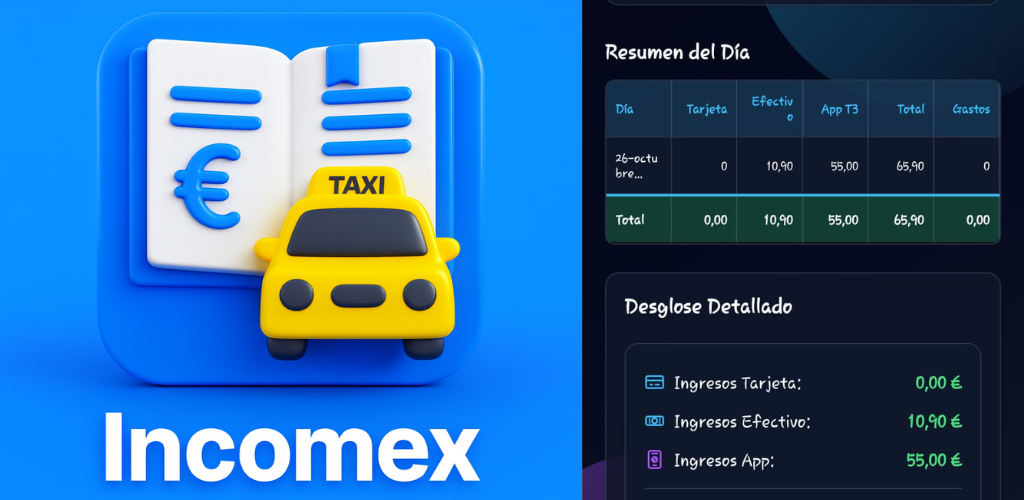 €
TAXI
Incomex
Resumen del Día
Día Tarjeta Efectiv
o App T3 Total Gastos
26-octu
bre... 0 10,90 55,00 65,90 0
Total 0,00 10,90 55,00 65,90 0,00
Desglose Detallado
Ingresos Tarjeta: 0,00 €
Ingresos Efectivo: 10,90 €
Ingresos App: 55,00 €